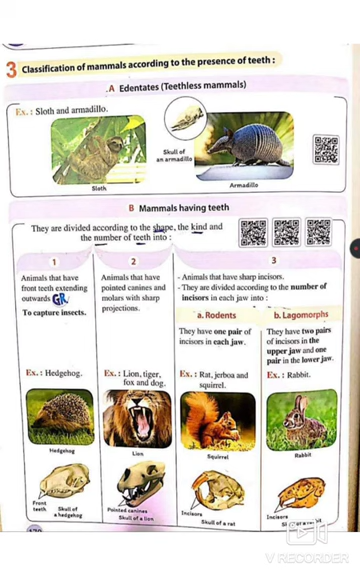 3 Classification of mammals according to the presence of teeth :
.A Edentates (Teethless mammals)
Ex. : Sloth and armadillo.
Skull of
an armadillo
Sloth
Armadillo
B Mammals having teeth
They are divided according to the shape, the kind and
the number of teeth into :
1
Animals that have
front teeth extending
outwards GR.
To capture insects.
Ex. : Hedgehog.
Hedgehog
Front
teeth
Skull of
a hedgehog
2
Animals that have
pointed canines and
molars with sharp
projections.
Ex. : Lion, tiger,
fox and dog.
Lion
Pointed canines
Skull of a lion
3
- Animals that have sharp incisors.
- They are divided according to the number of
incisors in each jaw into :
a. Rodents
They have one pair of
incisors in each jaw.
Ex. : Rat, jerboa and
squirrel.
Squirrel
Incisors
Skull of a rat
b. Lagomorphs
They have two pairs
of incisors in the
upper jaw and one
pair in the lower jaw.
Ex. : Rabbit.
Rabbit
Incisors
V RECORDER